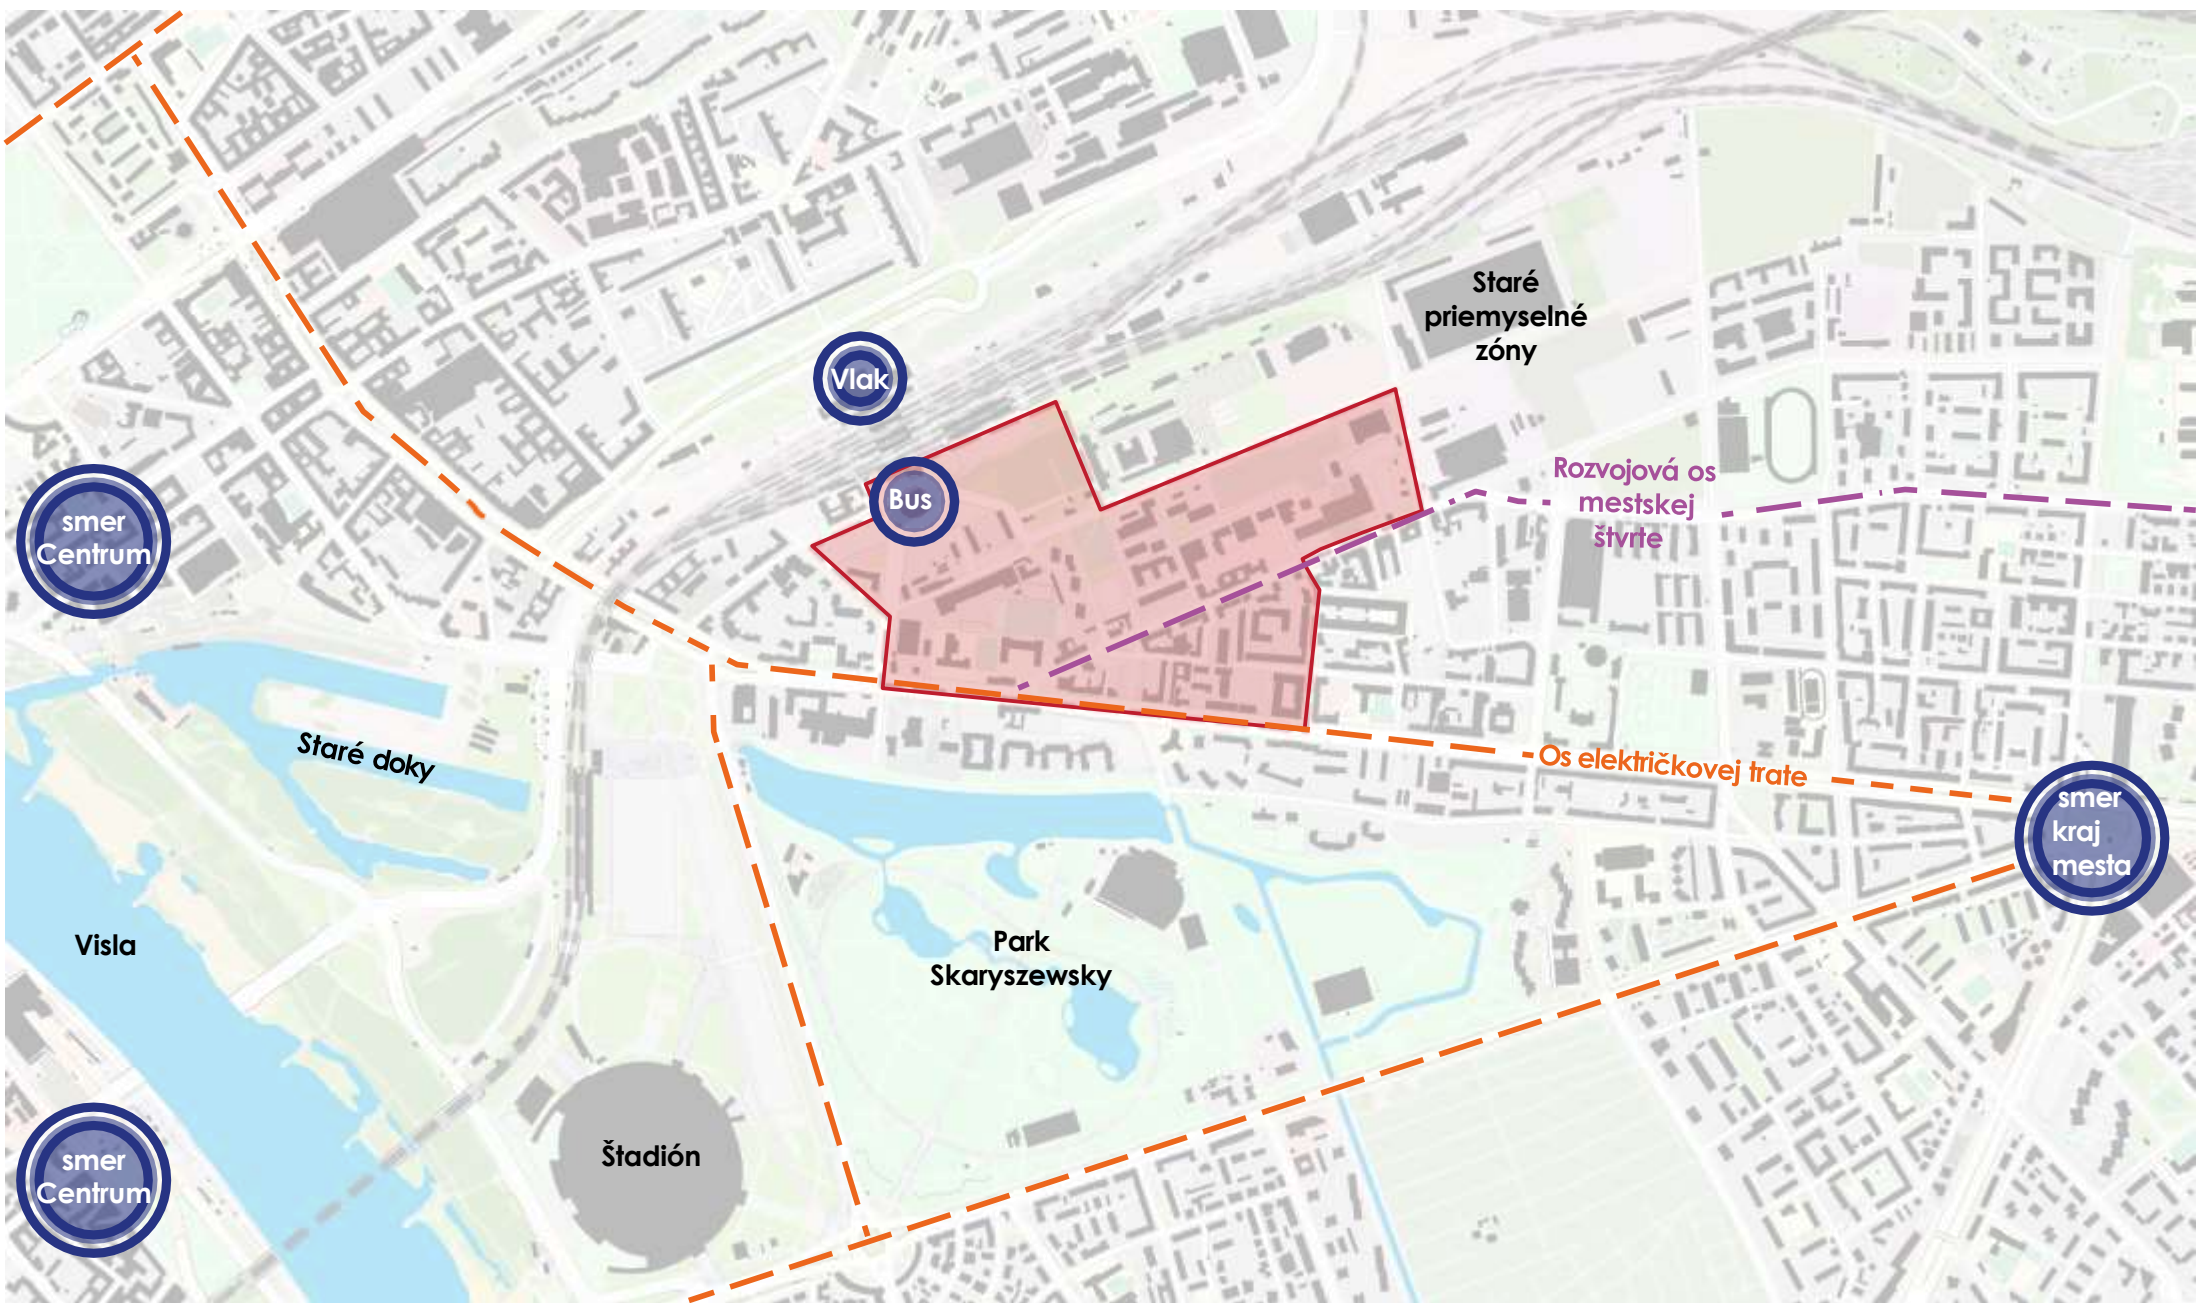 Staré
priemyselné
zóny
Vlak
Rozvojová os
mestskej
štvrte
Bus
smer
Centrum
Staré doky
Os električkovej trate
smer
kraj
mesta
Visla
Park
Skaryszewsky
Štadión
smer
Centrum